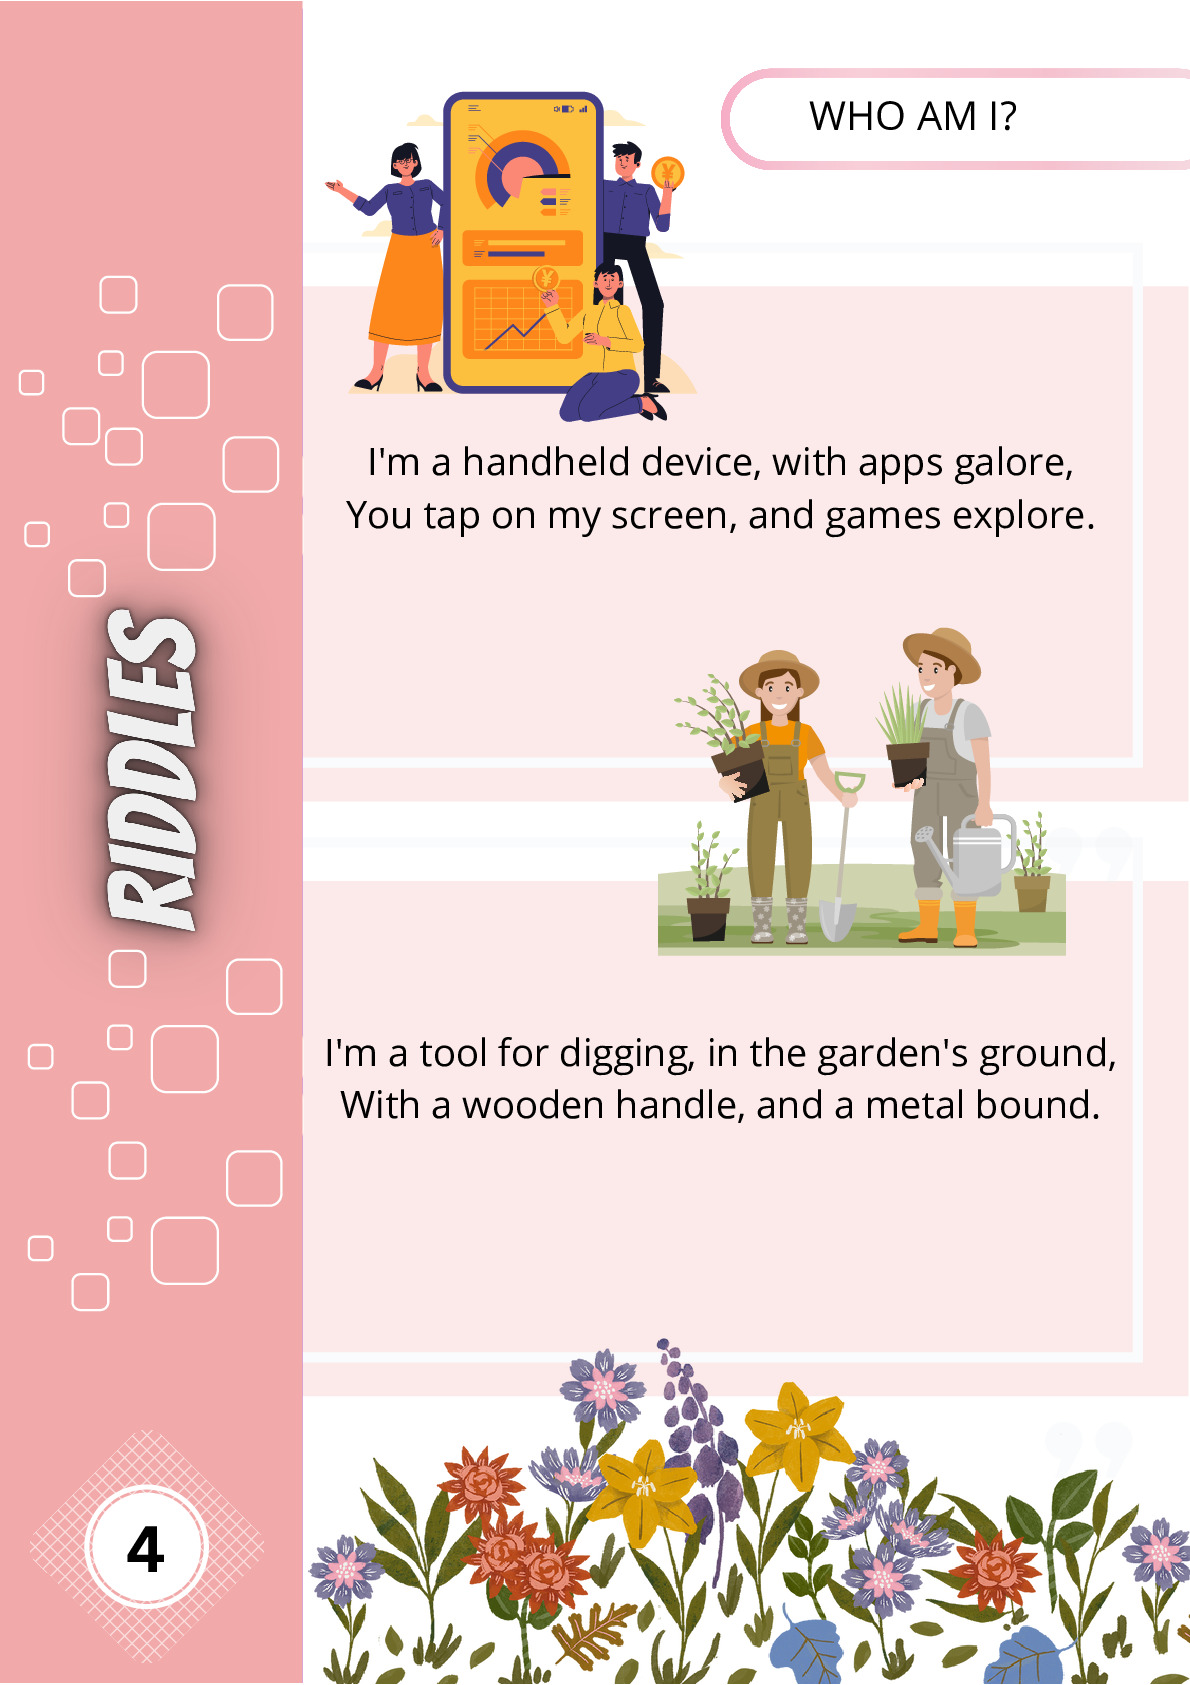 WHO AM I?
I'm a handheld device, with apps galore,
You tap on my screen, and games explore.
RIDDLES
I'm a tool for digging, in the garden's ground,
With a wooden handle, and a metal bound.
4